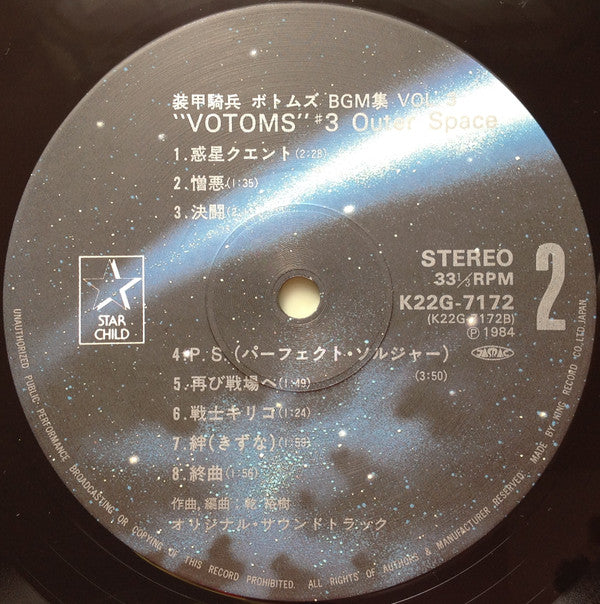 装甲騎兵 ボトムズ BGM集 VOL.3
"VOTOMS" #3 Outer Space
1.惑星クエント(2:28)
2.憎悪(1:35)
3.決闘
STAR
CHILD
STEREO
33⅓RPM
K22G-7172
(K22G-7172B)
Ⓟ1984
JASRAC
2
4.P.S.(パーフェクト・ソルジャー)
(3:50)
5.再び戦場へ(1:49)
6.戦士キリコ(1:24)
7.絆(きずな)(1:59)
8.終曲(1:56)
作曲,編曲:乾 裕樹
オリジナル・サウンドトラック
UNAUTHORIZED PUBLIC PERFORMANCE BROADCASTING OR COPYING OF THIS RECORD PROHIBITED. ALL RIGHTS OF AUTHORS & MANUFACTURER RESERVED. MADE BY KING RECORD CO., LTD. JAPAN